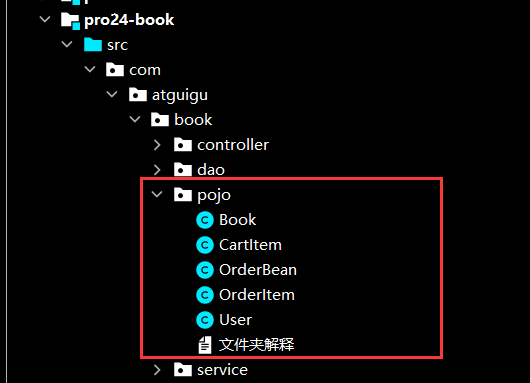 pro24-book
src
com
atguigu
book
controller
dao
pojo
C Book
C CartItem
C OrderBean
C OrderItem
C User
文件夹解释
service